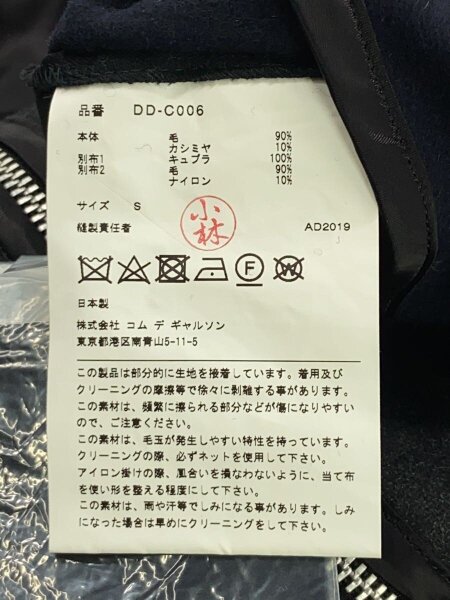 品番 DD-C006
本体 毛 90%
カシミヤ 10%
別布1 キュプラ 100%
別布2 毛 90%
ナイロン 10%
サイズ S
小林
縫製責任者 AD2019
F W
日本製
株式会社 コム デ ギャルソン
東京都港区南青山5-11-5
この製品は部分的に生地を接着しています。着用及び
クリーニングの摩擦等で徐々に剥離する事があります。
この素材は、頻繁に擦られる部分などが傷になりやすい
ので、ご注意ください。
この素材は、毛玉が発生しやすい特性を持っています。
クリーニングの際、必ずネットを使用して下さい。
アイロン掛けの際、風合いを損なわないように、当て布
を使い形を整える程度にして下さい。
この素材は、雨や汗等でしみになる事があります。しみ
になった場合は早めにクリーニングをして下さい。